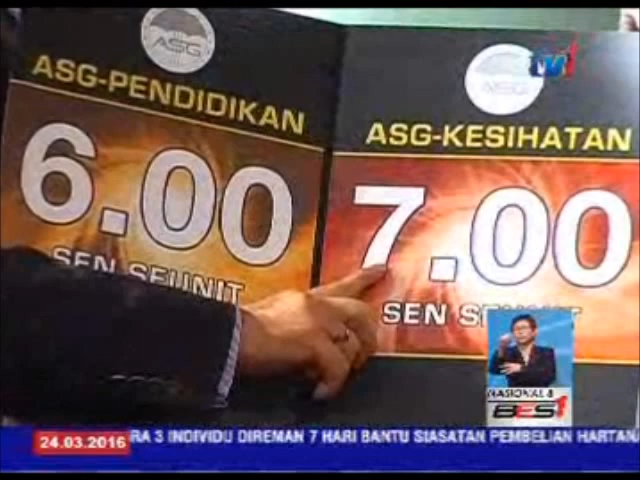 ASG
ASG-PENDIDIKAN
6.00
SEN SEUNIT
ASG
ASG-KESIHATAN
7.00
SEN
TV1
NASIONAL 8
BES1
24.03.2016
RA 3 INDIVIDU DIREMAN 7 HARI BANTU SIASATAN PEMBELIAN HARTAN